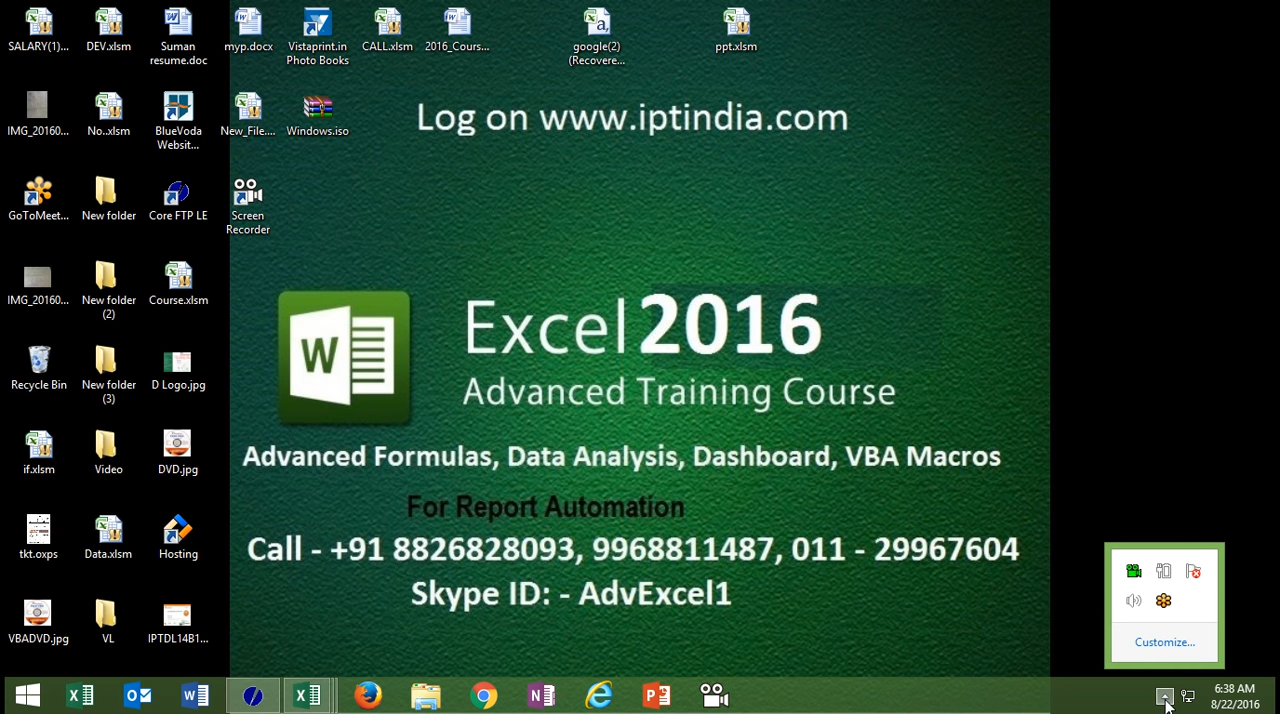 SALARY(1)...
DEV.xlsm
Suman
resume.doc
myp.docx
Vistaprint.in
Photo Books
CALL.xlsm
2016_Cours...
google(2)
(Recovere...
ppt.xlsm
IMG_20160...
No..xlsm
BlueVoda
Websit...
New_File....
Windows.iso
Log on www.iptindia.com
GoToMeet...
New folder
Core FTP LE
Screen
Recorder
IMG_20160...
New folder
(2)
Course.xlsm
W
Excel 2016
Advanced Training Course
Recycle Bin
New folder
(3)
D Logo.jpg
if.xlsm
Video
DVD.jpg
Advanced Formulas, Data Analysis, Dashboard, VBA Macros
For Report Automation
tkt.oxps
Data.xlsm
Hosting
Call - +91 8826828093, 9968811487, 011 - 29967604
Skype ID: - AdvExcel1
VBADVD.jpg
VL
IPTDL14B1...
Customize...
6:38 AM
8/22/2016